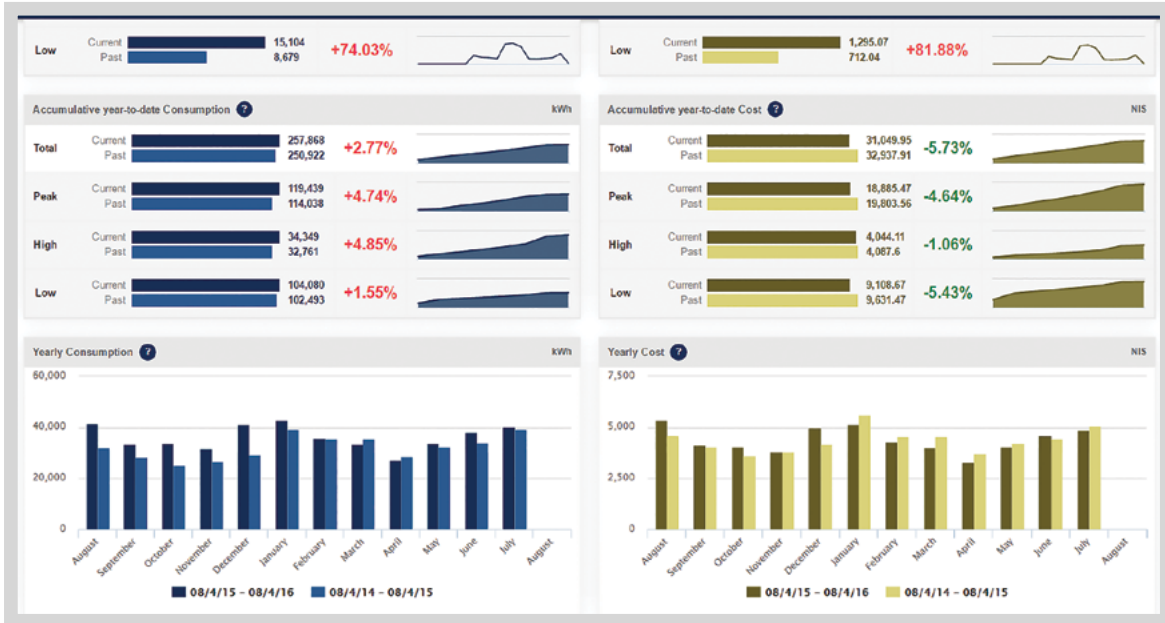 Low Current 15,104 +74.03%
Past 8,679
Low Current 1,295.07 +81.88%
Past 712.04
Accumulative year-to-date Consumption ? kWh
Total Current 257,868 +2.77%
Past 250,922
Peak Current 119,439 +4.74%
Past 114,038
High Current 34,349 +4.85%
Past 32,761
Low Current 104,080 +1.55%
Past 102,493
Accumulative year-to-date Cost ? NIS
Total Current 31,049.95 -5.73%
Past 32,937.91
Peak Current 18,885.47 -4.64%
Past 19,803.56
High Current 4,044.11 -1.06%
Past 4,087.6
Low Current 9,108.67 -5.43%
Past 9,631.47
Yearly Consumption ? kWh
60,000
40,000
20,000
0
August September October November December January February March April May June July August
08/4/15 – 08/4/16 08/4/14 – 08/4/15
Yearly Cost ? NIS
7,500
5,000
2,500
0
August September October November December January February March April May June July August
08/4/15 – 08/4/16 08/4/14 – 08/4/15